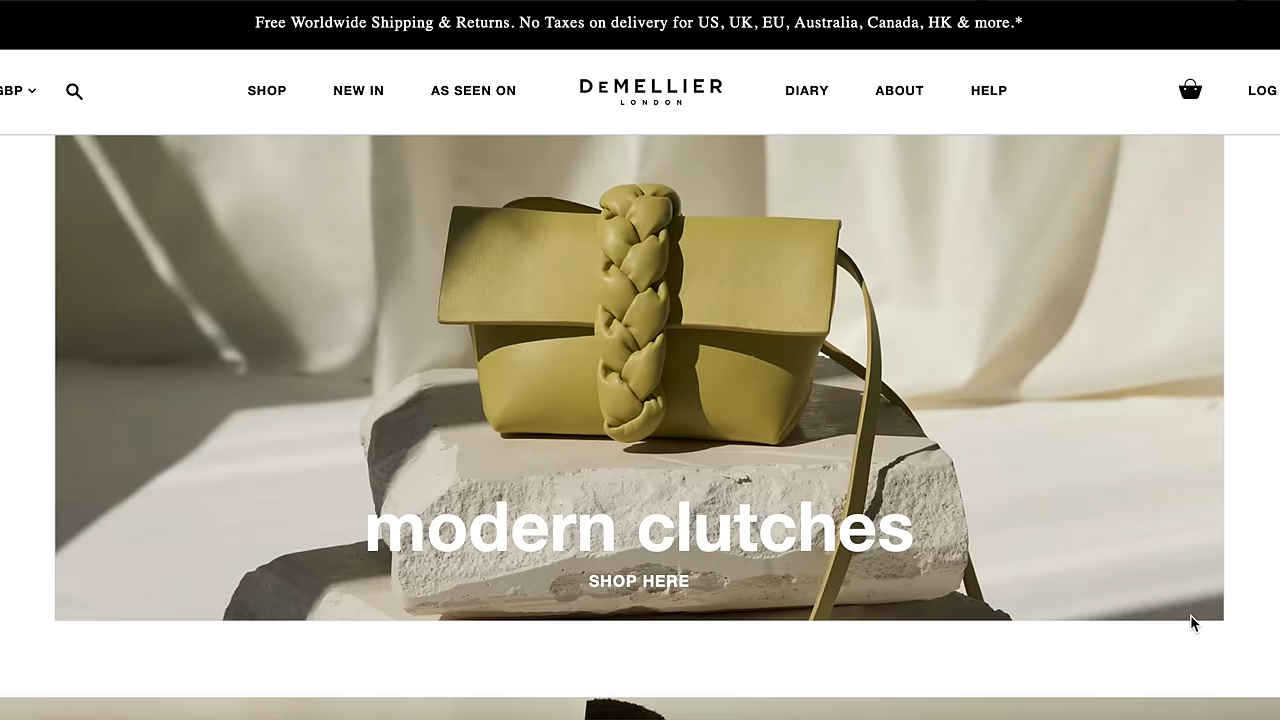 Free Worldwide Shipping & Returns. No Taxes on delivery for US, UK, EU, Australia, Canada, HK & more.*
GBP SHOP NEW IN AS SEEN ON DEMELLIER DIARY ABOUT HELP LOG
LONDON
modern clutches
SHOP HERE